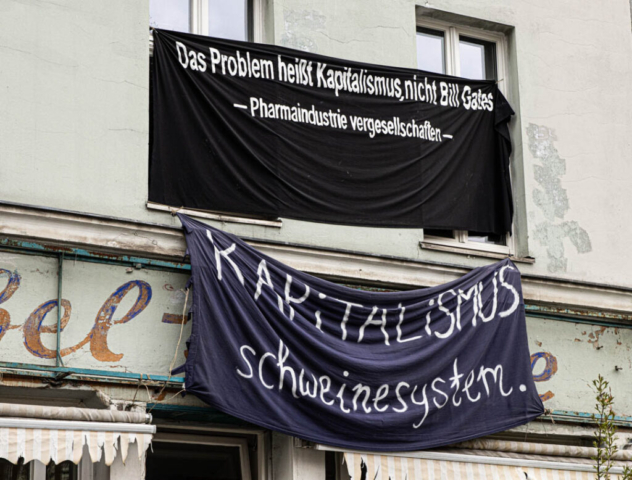 Das Problem heißt Kapitalismus, nicht Bill Gates
– Pharmaindustrie vergesellschaften –
KAPiTALiSMUS
schweinesystem.